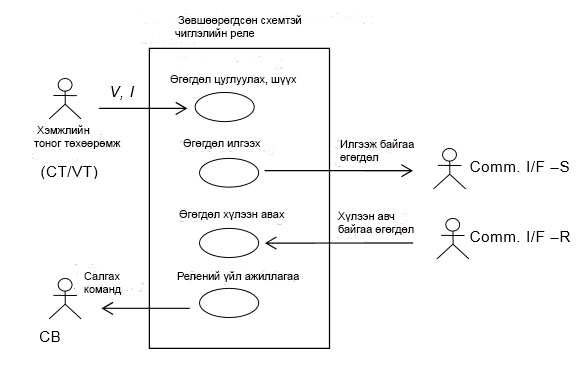 Зөвшөөрөгдсөн схемтэй
чиглэлийн реле
Өгөгдөл цуглуулах, шүүх
V, I
Хэмжлийн
тоног төхөөрөмж
(CT/VT)
Өгөгдөл илгээх
Илгээж байгаа
өгөгдөл
Comm. I/F –S
Өгөгдөл хүлээн авах
Хүлээн авч
байгаа өгөгдөл
Comm. I/F –R
Салгах
команд
Релений үйл ажиллагаа
CB